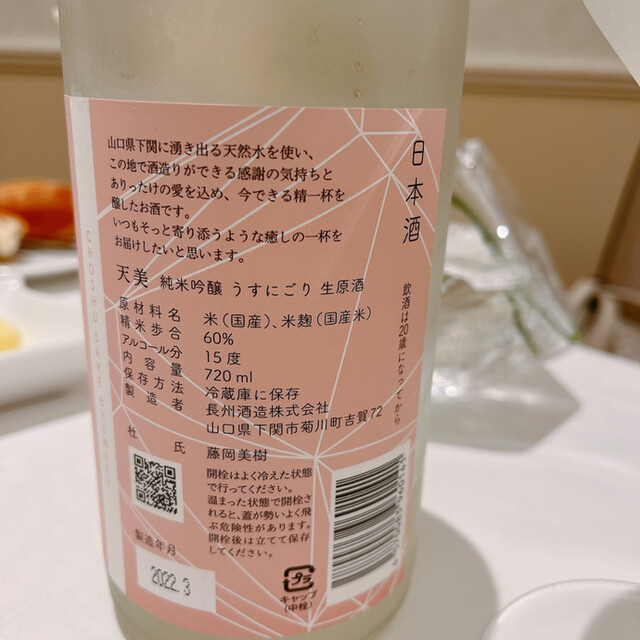 日本酒
飲酒は20歳になってから
山口県下関に湧き出る天然水を使い、
この地で酒造りができる感謝の気持ちと
ありったけの愛を込め、今できる精一杯を
醸したお酒です。
いつもそっと寄り添うような癒しの一杯を
お届けしたいと思います。
天美 純米吟醸 うすにごり 生原酒
原材料名 米（国産）、米麹（国産米）
精米歩合 60%
アルコール分 15度
内容量 720ml
保存方法 冷蔵庫に保存
製造者 長州酒造株式会社
山口県下関市菊川町古賀72
杜氏 藤岡美樹
開栓はよく冷えた状態
で行ってください。
温まった状態で開栓され
ると、蓋が勢いよく飛
ぶ危険性があります。
開栓後は立てて保存
してください。
製造年月
2022.3
プラ
キャップ
（中栓）
CHOSHU SAKE BREWERY